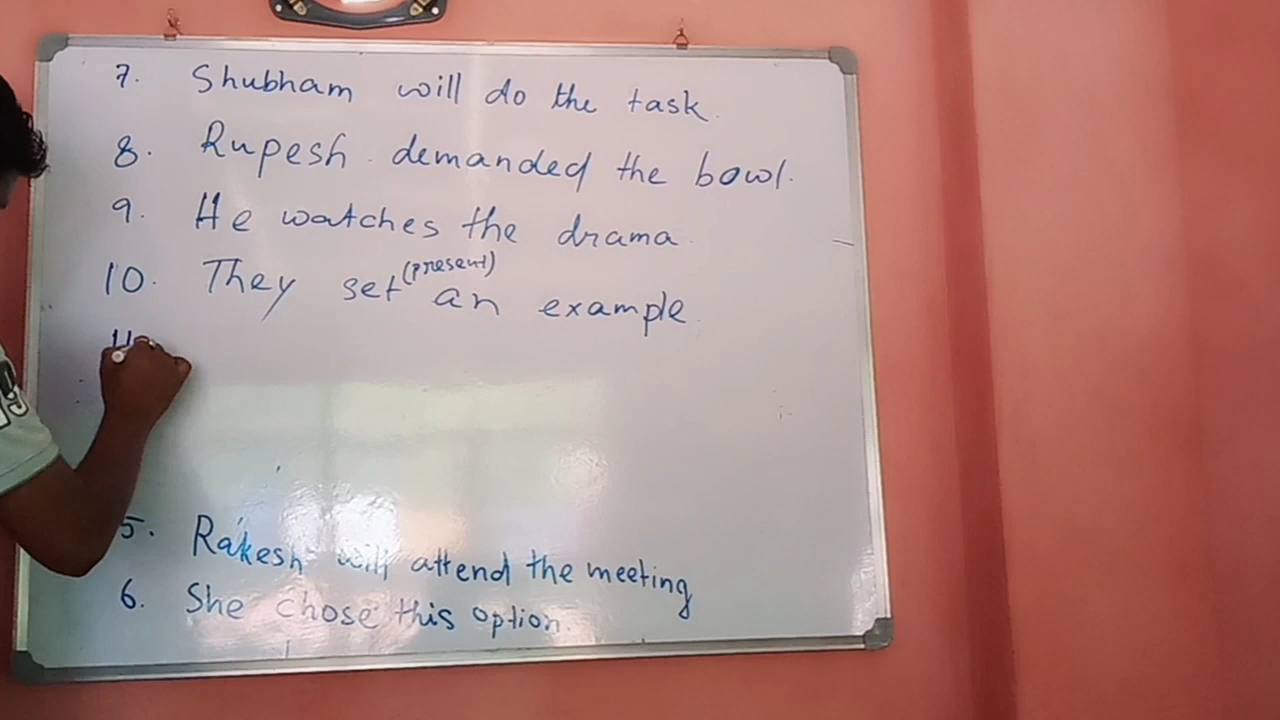 7. Shubham will do the task.
8. Rupesh demanded the bowl.
9. He watches the drama.
10. They set (present) an example.
11
5. Rakesh will attend the meeting
6. She chose this option.